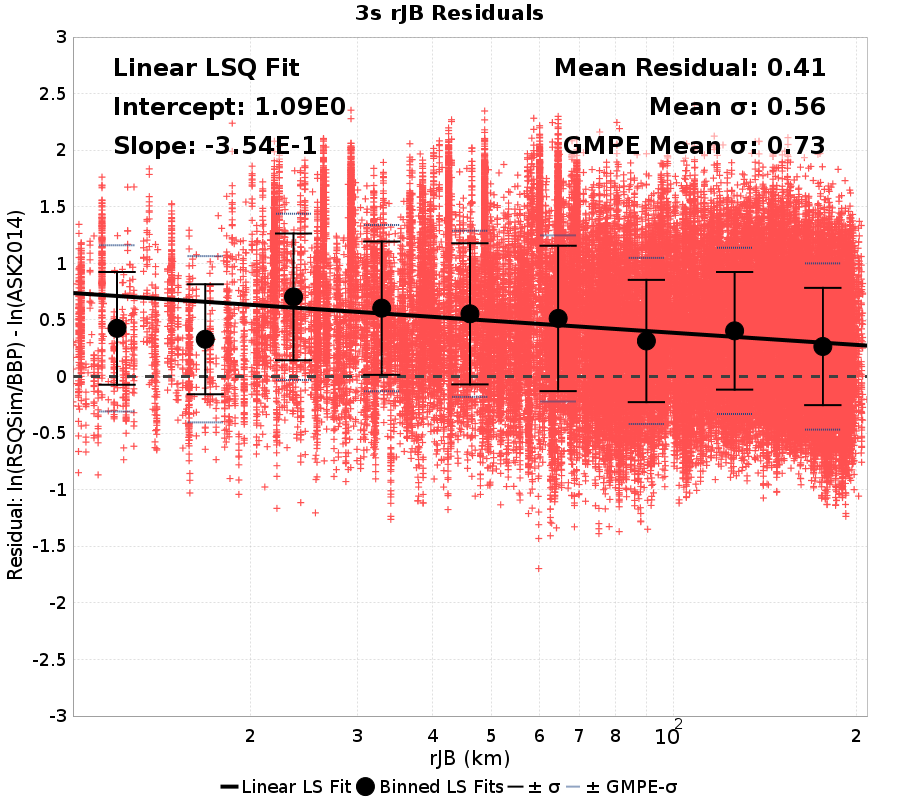 3s rJB Residuals
Linear LSQ Fit
Intercept: 1.09E0
Slope: -3.54E-1
Mean Residual: 0.41
Mean σ: 0.56
GMPE Mean σ: 0.73
Residual: ln(RSQSim/BBP) - ln(ASK2014)
3
2.5
2
1.5
1
0.5
0
-0.5
-1
-1.5
-2
-2.5
-3
2 3 4 5 6 7 8 10² 2
rJB (km)
Linear LS Fit Binned LS Fits ± σ ± GMPE-σ